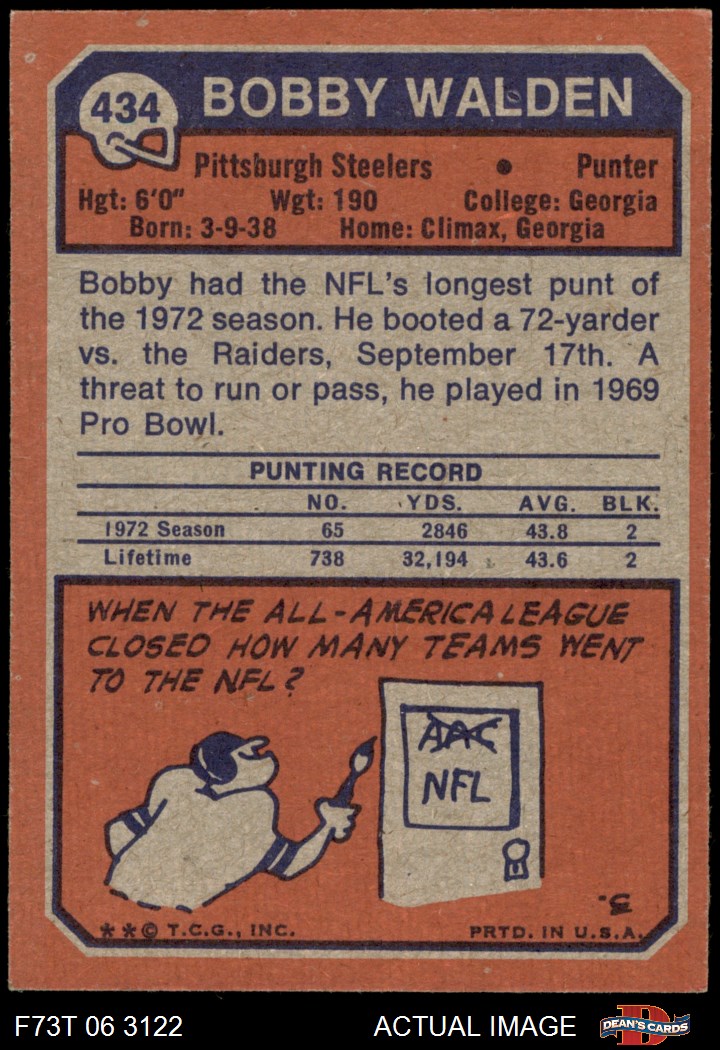 434
BOBBY WALDEN
Pittsburgh Steelers • Punter
Hgt: 6'0" Wgt: 190 College: Georgia
Born: 3-9-38 Home: Climax, Georgia
Bobby had the NFL's longest punt of
the 1972 season. He booted a 72-yarder
vs. the Raiders, September 17th. A
threat to run or pass, he played in 1969
Pro Bowl.
PUNTING RECORD
NO. YDS. AVG. BLK.
1972 Season 65 2846 43.8 2
Lifetime 738 32,194 43.6 2
WHEN THE ALL-AMERICA LEAGUE
CLOSED HOW MANY TEAMS WENT
TO THE NFL?
AAC
NFL
**© T.C.G., INC. PRTD. IN U.S.A.
F73T 06 3122 ACTUAL IMAGE
D
DEAN'S CARDS